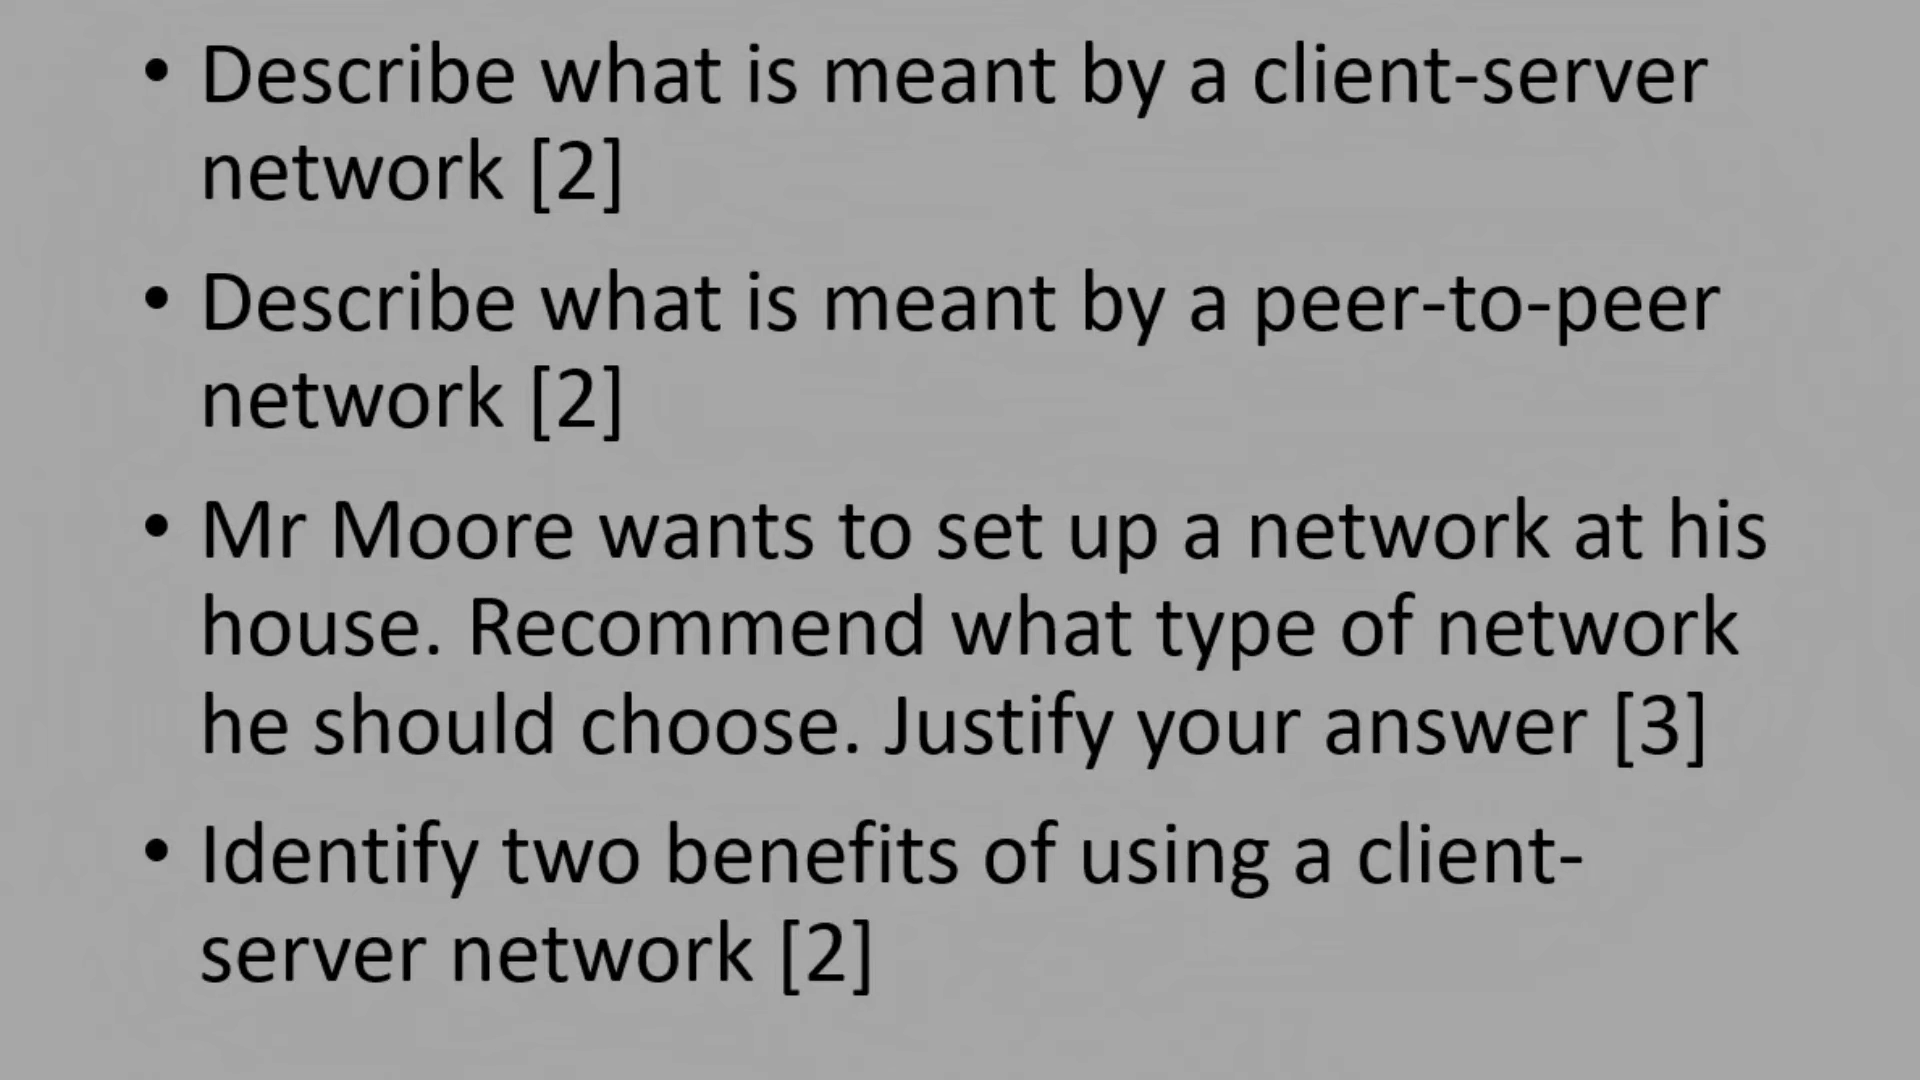 • Describe what is meant by a client-server
network [2]
• Describe what is meant by a peer-to-peer
network [2]
• Mr Moore wants to set up a network at his
house. Recommend what type of network
he should choose. Justify your answer [3]
• Identify two benefits of using a client-
server network [2]